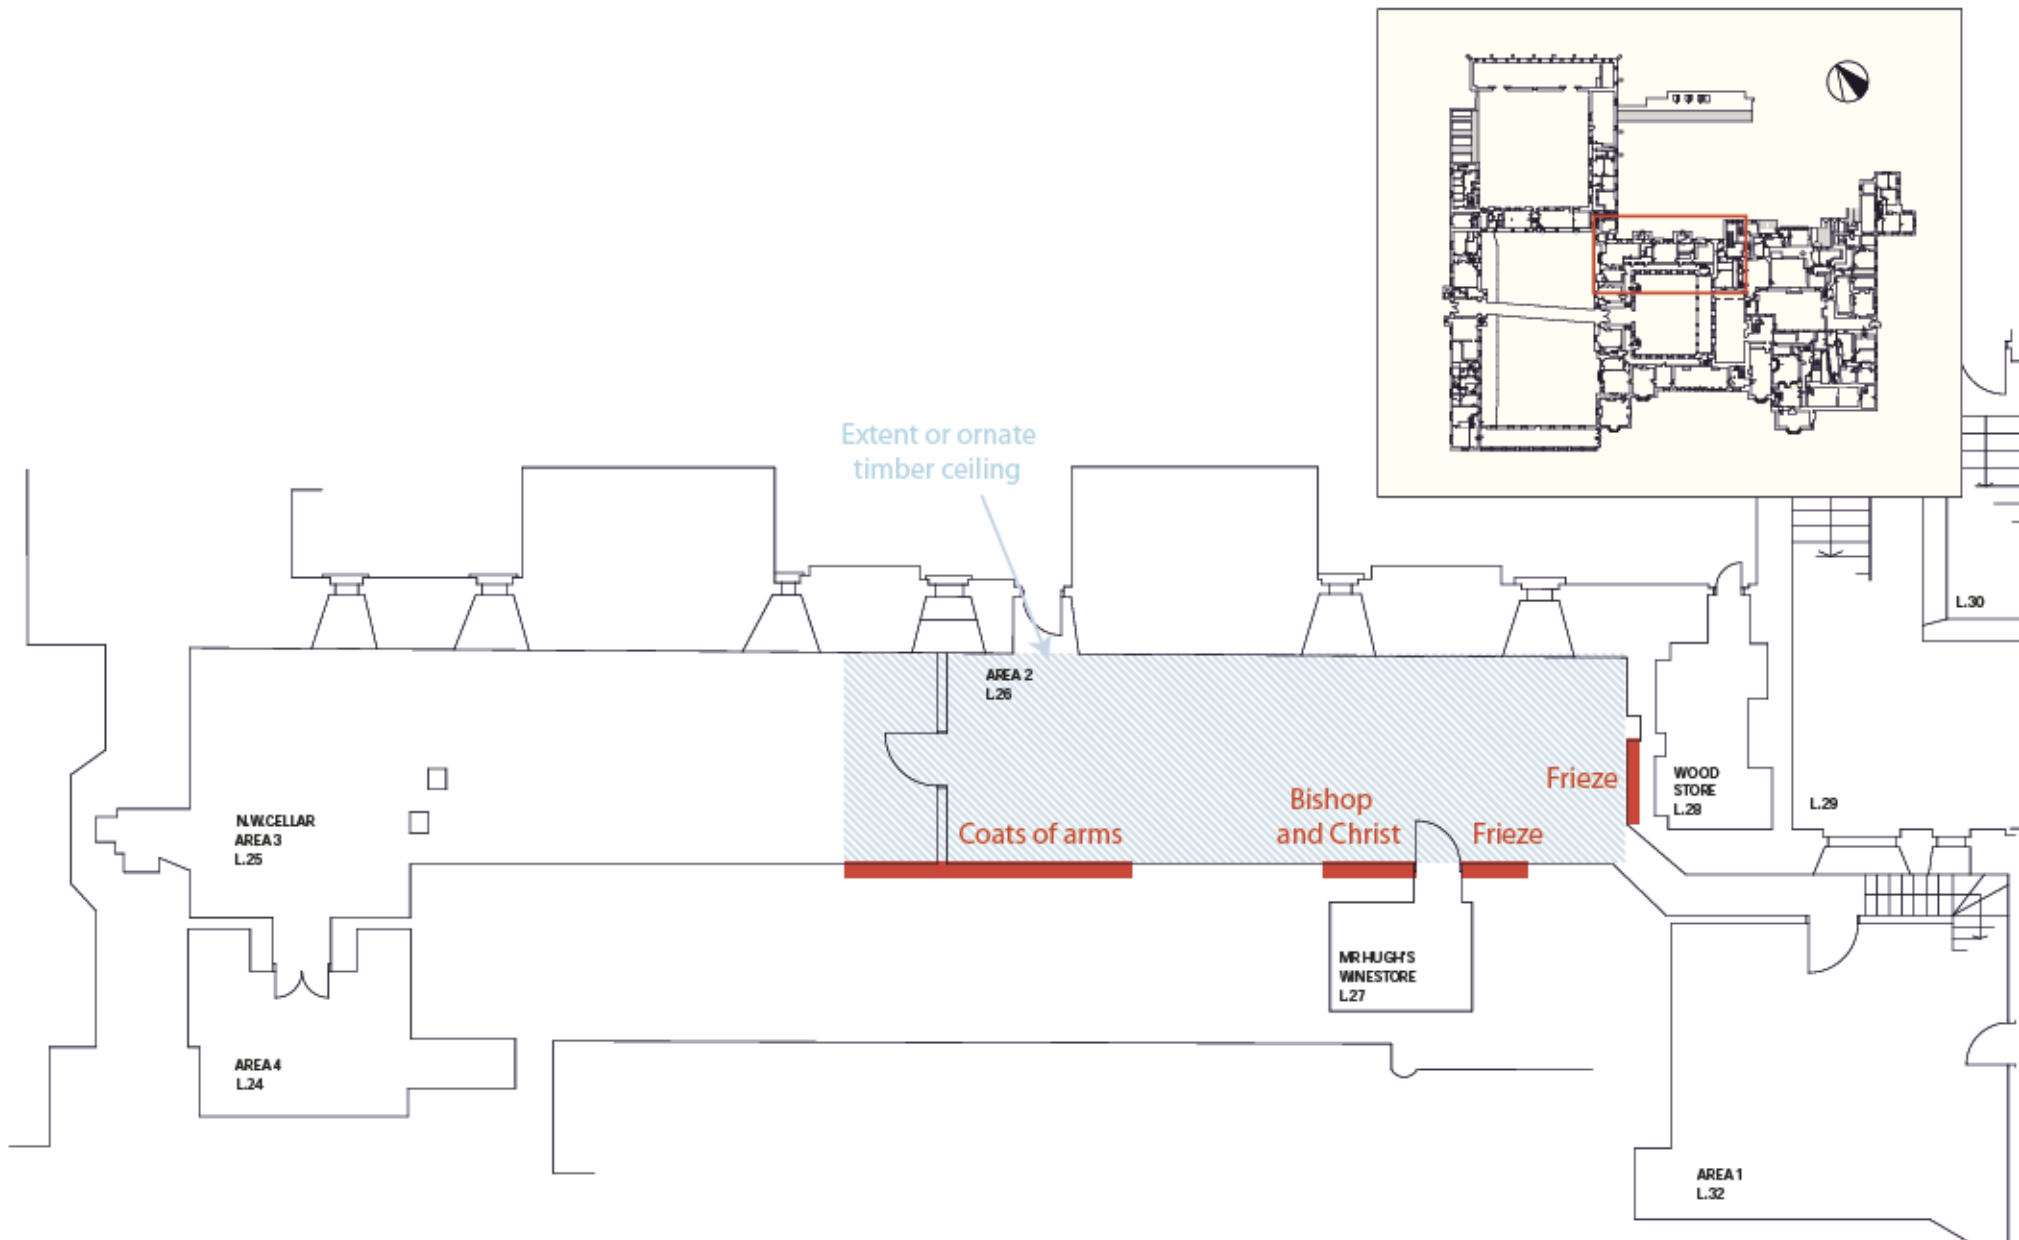 Extent or ornate
timber ceiling
L.30
AREA 2
L.26
Frieze
WOOD
STORE
L.28
L.29
Bishop
and Christ
Frieze
Coats of arms
N.W.CELLAR
AREA 3
L.25
MR HUGH'S
WINESTORE
L.27
AREA 4
L.24
AREA 1
L.32